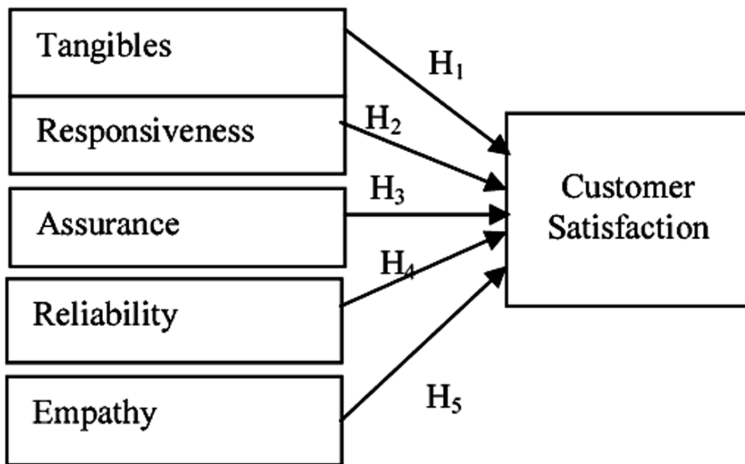 Tangibles
H₁
Responsiveness
H₂
Assurance
H₃
Reliability
H₄
Empathy
H₅
Customer
Satisfaction